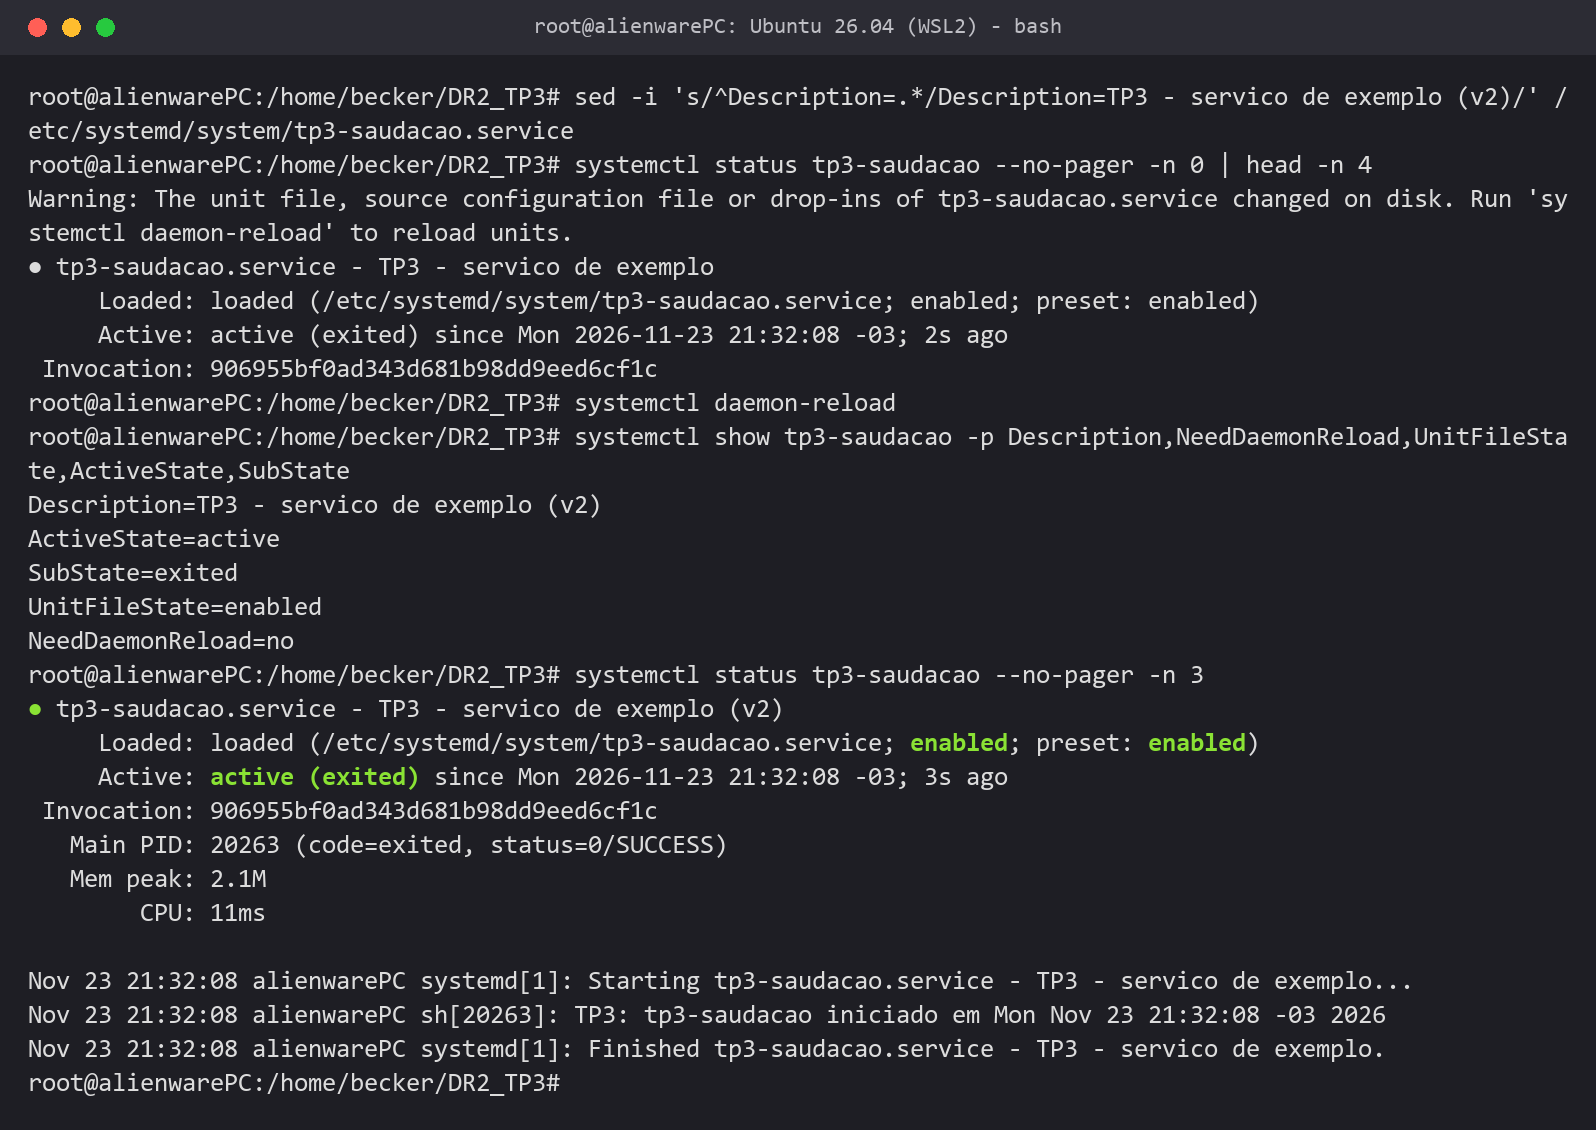 root@alienwarePC: Ubuntu 26.04 (WSL2) - bash
root@alienwarePC:/home/becker/DR2_TP3# sed -i 's/^Description=.*/Description=TP3 - servico de exemplo (v2)/' /
etc/systemd/system/tp3-saudacao.service
root@alienwarePC:/home/becker/DR2_TP3# systemctl status tp3-saudacao --no-pager -n 0 | head -n 4
Warning: The unit file, source configuration file or drop-ins of tp3-saudacao.service changed on disk. Run 'sy
stemctl daemon-reload' to reload units.
● tp3-saudacao.service - TP3 - servico de exemplo
     Loaded: loaded (/etc/systemd/system/tp3-saudacao.service; enabled; preset: enabled)
     Active: active (exited) since Mon 2026-11-23 21:32:08 -03; 2s ago
 Invocation: 906955bf0ad343d681b98dd9eed6cf1c
root@alienwarePC:/home/becker/DR2_TP3# systemctl daemon-reload
root@alienwarePC:/home/becker/DR2_TP3# systemctl show tp3-saudacao -p Description,NeedDaemonReload,UnitFileSta
te,ActiveState,SubState
Description=TP3 - servico de exemplo (v2)
ActiveState=active
SubState=exited
UnitFileState=enabled
NeedDaemonReload=no
root@alienwarePC:/home/becker/DR2_TP3# systemctl status tp3-saudacao --no-pager -n 3
● tp3-saudacao.service - TP3 - servico de exemplo (v2)
     Loaded: loaded (/etc/systemd/system/tp3-saudacao.service; enabled; preset: enabled)
     Active: active (exited) since Mon 2026-11-23 21:32:08 -03; 3s ago
 Invocation: 906955bf0ad343d681b98dd9eed6cf1c
   Main PID: 20263 (code=exited, status=0/SUCCESS)
   Mem peak: 2.1M
        CPU: 11ms

Nov 23 21:32:08 alienwarePC systemd[1]: Starting tp3-saudacao.service - TP3 - servico de exemplo...
Nov 23 21:32:08 alienwarePC sh[20263]: TP3: tp3-saudacao iniciado em Mon Nov 23 21:32:08 -03 2026
Nov 23 21:32:08 alienwarePC systemd[1]: Finished tp3-saudacao.service - TP3 - servico de exemplo.
root@alienwarePC:/home/becker/DR2_TP3#